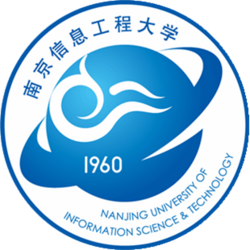 南京信息工程大学
1960
NANJING UNIVERSITY OF
INFORMATION SCIENCE & TECHNOLOGY